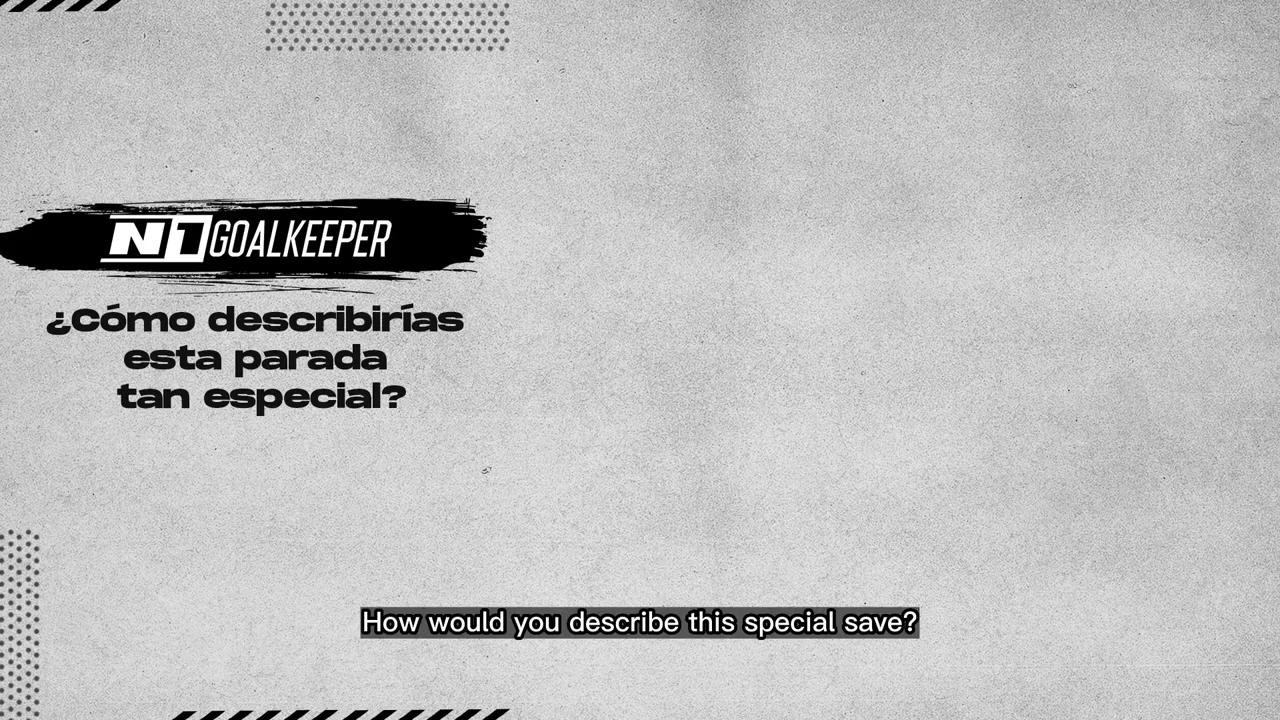 N1 GOALKEEPER
¿Cómo describirías
esta parada
tan especial?
How would you describe this special save?